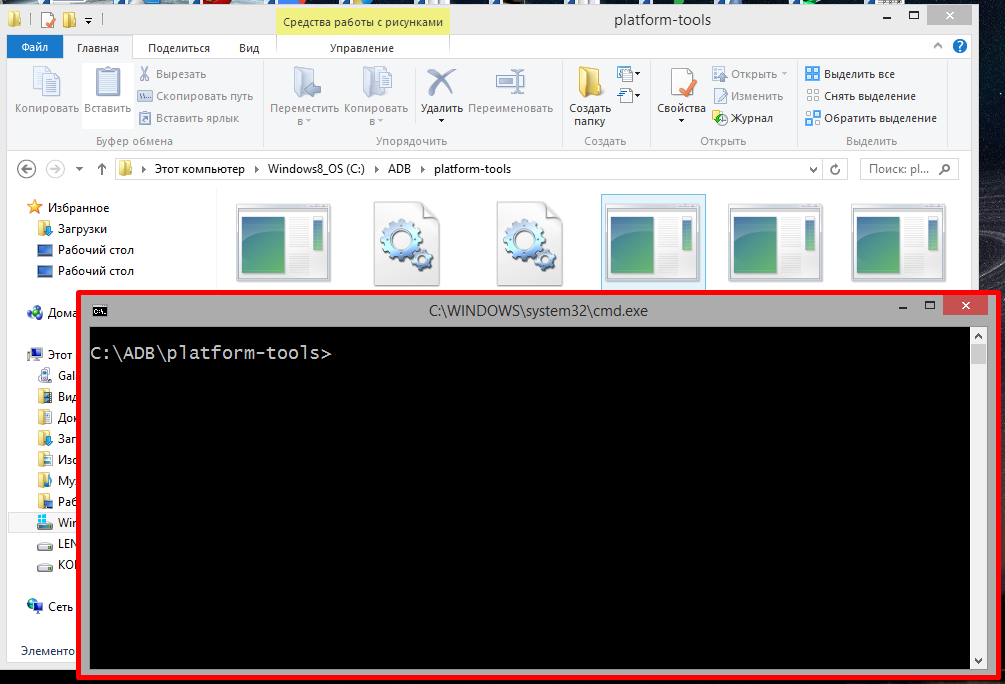 Средства работы с рисунками
platform-tools
Файл
Главная
Поделиться
Вид
Управление
Копировать
Вставить
Вырезать
Скопировать путь
Вставить ярлык
Буфер обмена
Переместить в
Копировать в
Удалить
Переименовать
Упорядочить
Создать папку
Создать
Свойства
Открыть
Изменить
Журнал
Открыть
Выделить все
Снять выделение
Обратить выделение
Выделить
Этот компьютер
Windows8_OS (C:)
ADB
platform-tools
Поиск: pl...
Избранное
Загрузки
Рабочий стол
Рабочий стол
Дома
Этот
Gal
Вид
Док
Заг
Изо
Му
Раб
Win
LEN
KO
Сеть
Элементо
C:\.
C:\WINDOWS\system32\cmd.exe
C:\ADB\platform-tools>